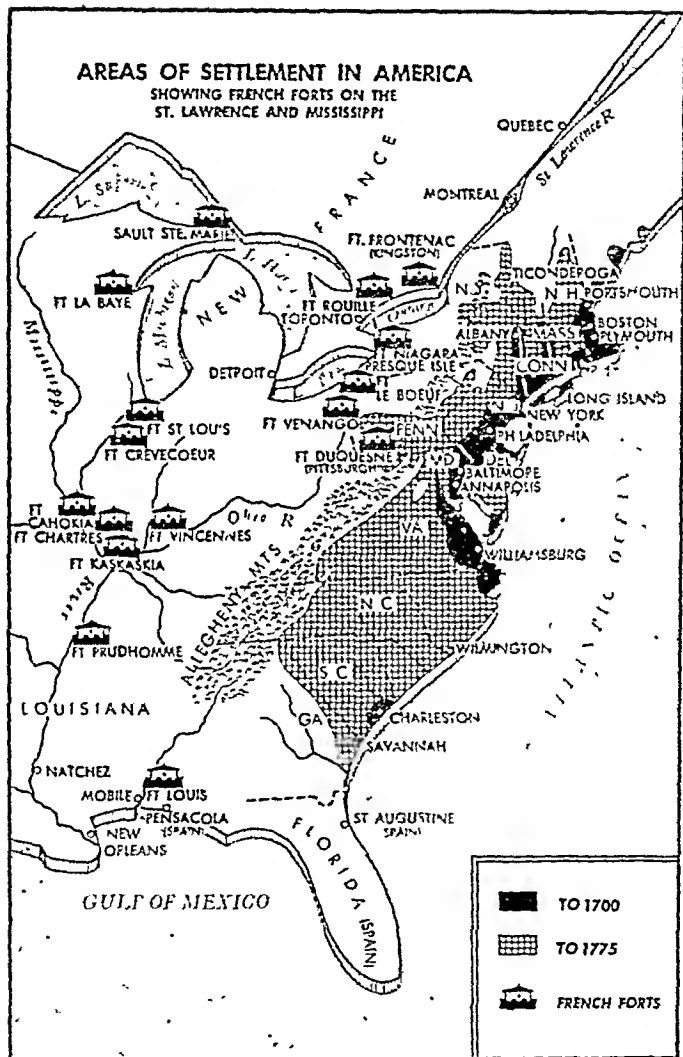 AREAS OF SETTLEMENT IN AMERICA
SHOWING FRENCH FORTS ON THE
ST. LAWRENCE AND MISSISSIPPI
QUEBEC
St Lawrence R
MONTREAL
FRANCE
NEW
SAULT STE. MARIE
FT. FRONTENAC
(KINGSTON)
TICONDEROGA
N H
PORTSMOUTH
FT LA BAYE
L. Michigan
FT ROUILLE
TORONTO
Ontario
N.Y
ALBANY
MASS
BOSTON
PLYMOUTH
CONN
R I
Mississippi
River
DETROIT
FT NIAGARA
PRESQUE ISLE
FT
LE BOEUF
LONG ISLAND
NEW YORK
N J
FT ST LOUIS
FT CREVECOEUR
FT VENANGO
PENN
PHILADELPHIA
FT DUQUESNE
(PITTSBURGH)
MD
DEL
BALTIMORE
ANNAPOLIS
FT
CAHOKIA
FT CHARTRES
FT VINCENNES
Ohio R
FT KASKASKIA
VA
WILLIAMSBURG
ALLEGHENY MTS
N C
FT PRUDHOMME
WILMINGTON
ATLANTIC OCEAN
S C
LOUISIANA
GA
CHARLESTON
SAVANNAH
NATCHEZ
MOBILE
FT LOUIS
PENSACOLA
(SPAIN)
ST AUGUSTINE
(SPAIN)
NEW
ORLEANS
FLORIDA (SPAIN)
GULF OF MEXICO
TO 1700
TO 1775
FRENCH FORTS